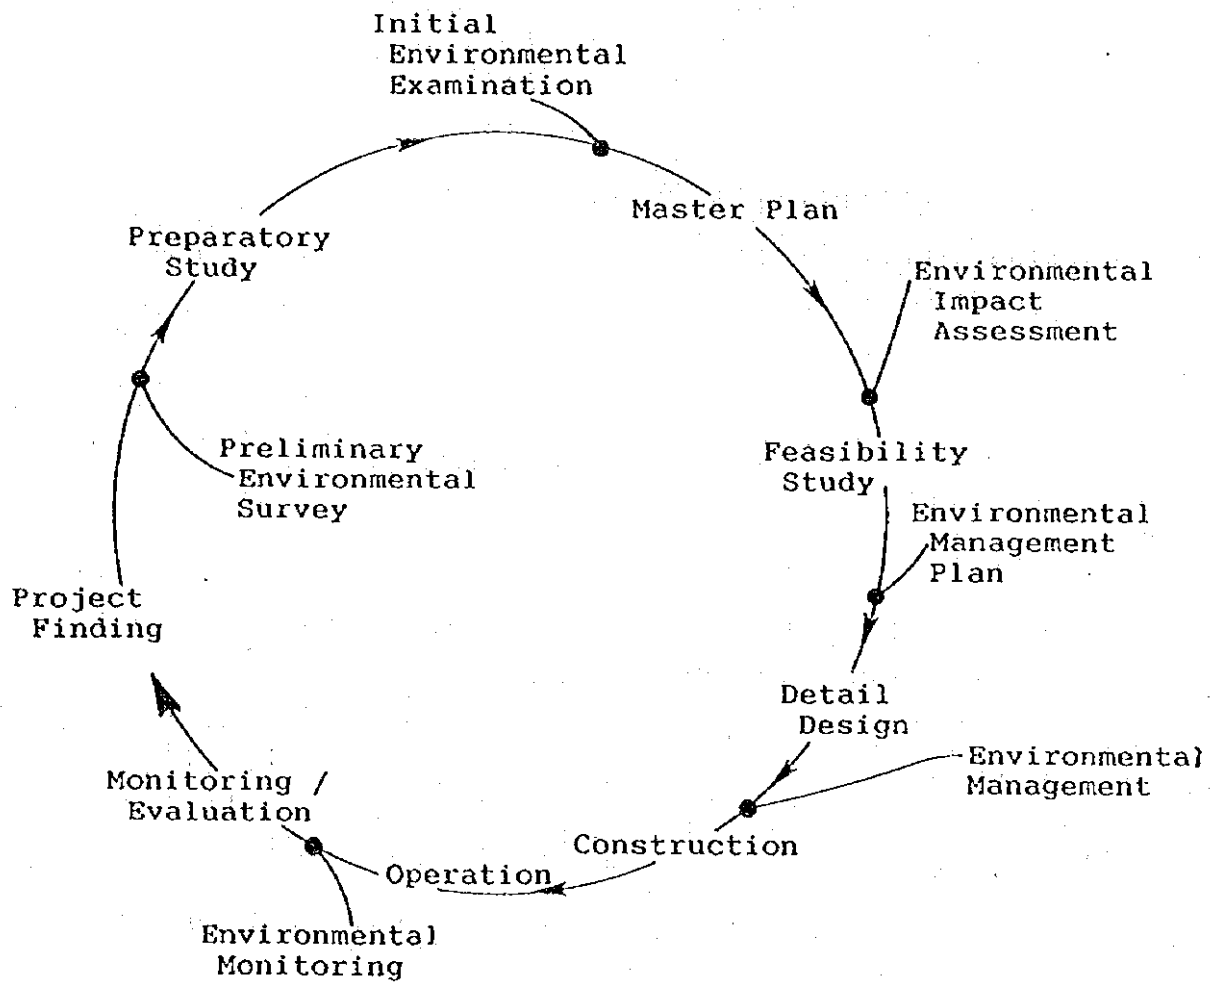 Initial
Environmental
Examination
Master Plan
Preparatory
Study
Environmental
Impact
Assessment
Preliminary
Environmental
Survey
Feasibility
Study
Environmental
Management
Plan
Project
Finding
Detail
Design
Environmental
Management
Monitoring /
Evaluation
Construction
Operation
Environmental
Monitoring